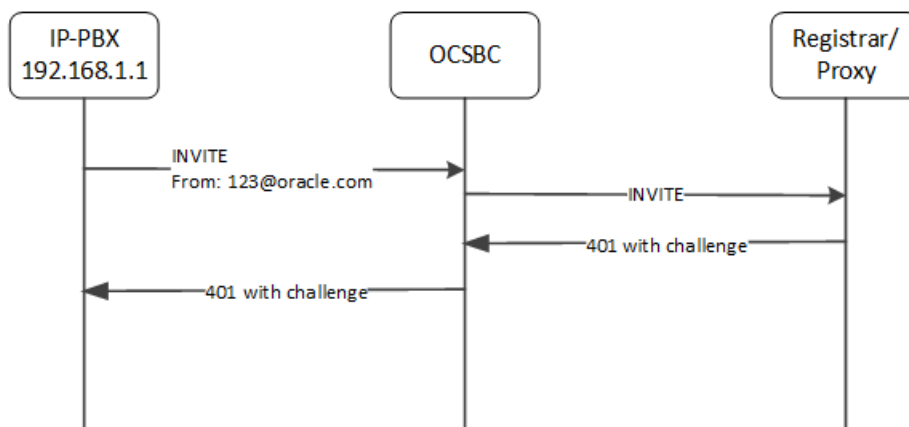 IP-PBX
192.168.1.1
OCSBC
Registrar/
Proxy
INVITE
From: 123@oracle.com
INVITE
401 with challenge
401 with challenge